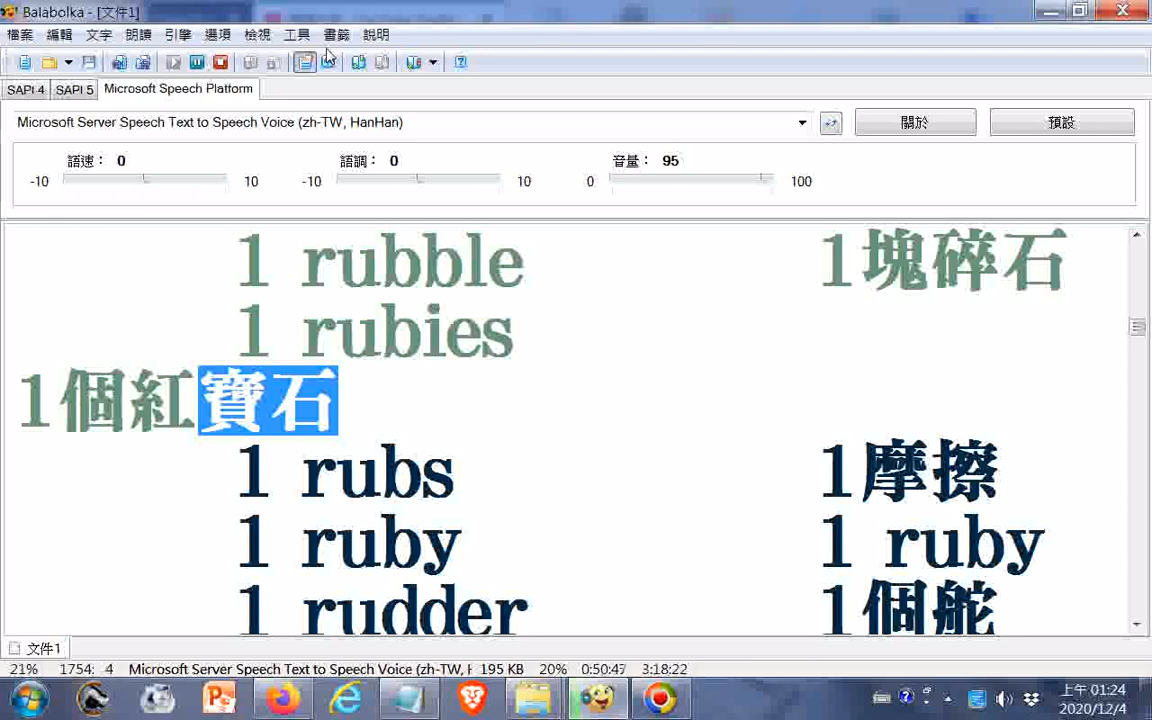 Balabolka - [文件1]
檔案 編輯 文字 朗讀 引擎 選項 檢視 工具 書籤 說明
SAPI 4 SAPI 5 Microsoft Speech Platform
Microsoft Server Speech Text to Speech Voice (zh-TW, HanHan) 關於 預設
語速： 0 語調： 0 音量： 95
-10 10 -10 10 0 100
1 rubble 1塊碎石
1 rubies
1個紅寶石
1 rubs 1摩擦
1 ruby 1 ruby
1 rudder 1個舵
文件1
21% 1754: 4 Microsoft Server Speech Text to Speech Voice (zh-TW, H 195 KB 20% 0:50:47 3:18:22
上午 01:24
2020/12/4